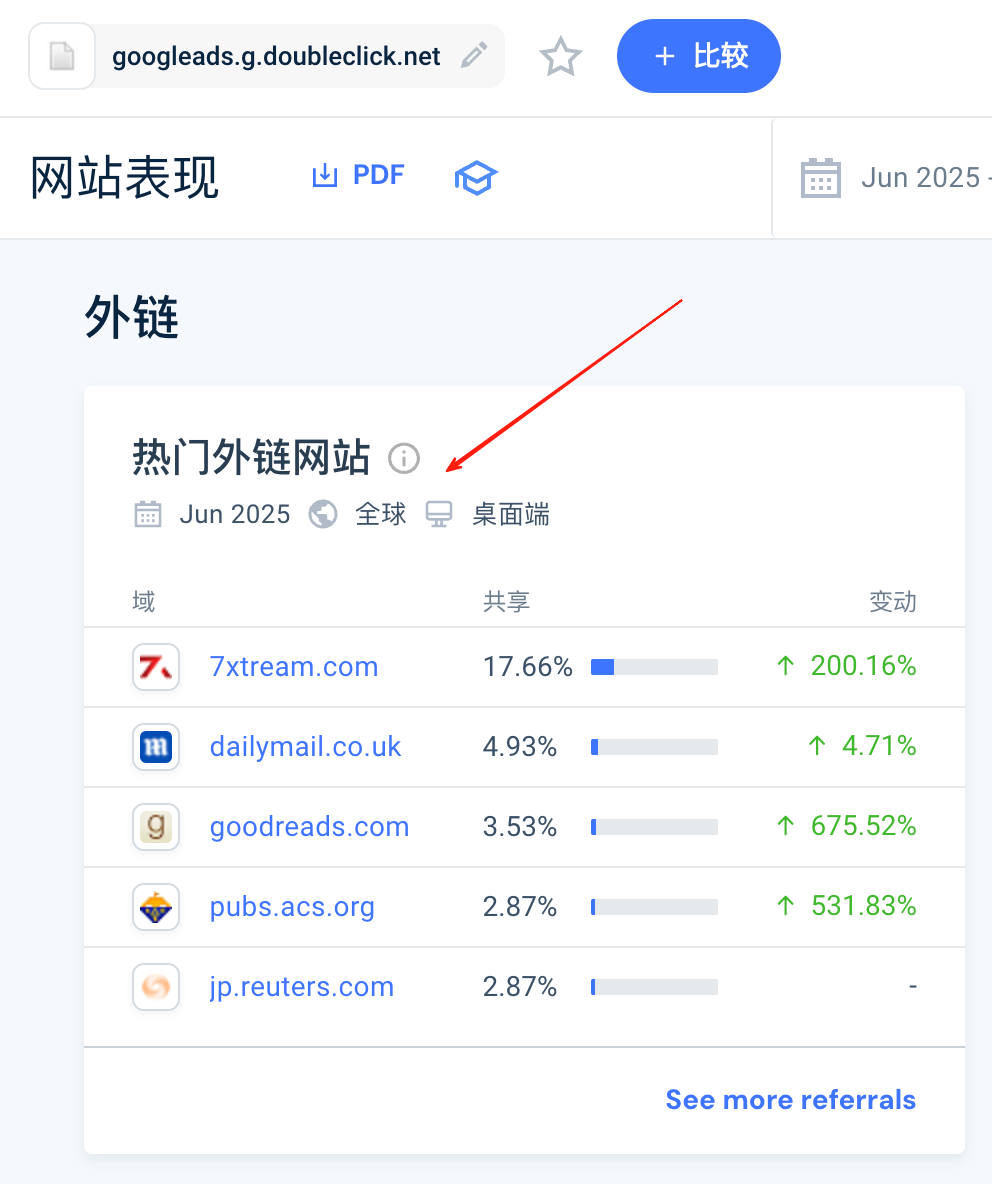 googleads.g.doubleclick.net
+ 比较
网站表现
PDF
Jun 2025 -
外链
热门外链网站
Jun 2025 全球 桌面端
域 共享 变动
7xtream.com 17.66% ↑ 200.16%
dailymail.co.uk 4.93% ↑ 4.71%
goodreads.com 3.53% ↑ 675.52%
pubs.acs.org 2.87% ↑ 531.83%
jp.reuters.com 2.87% -
See more referrals